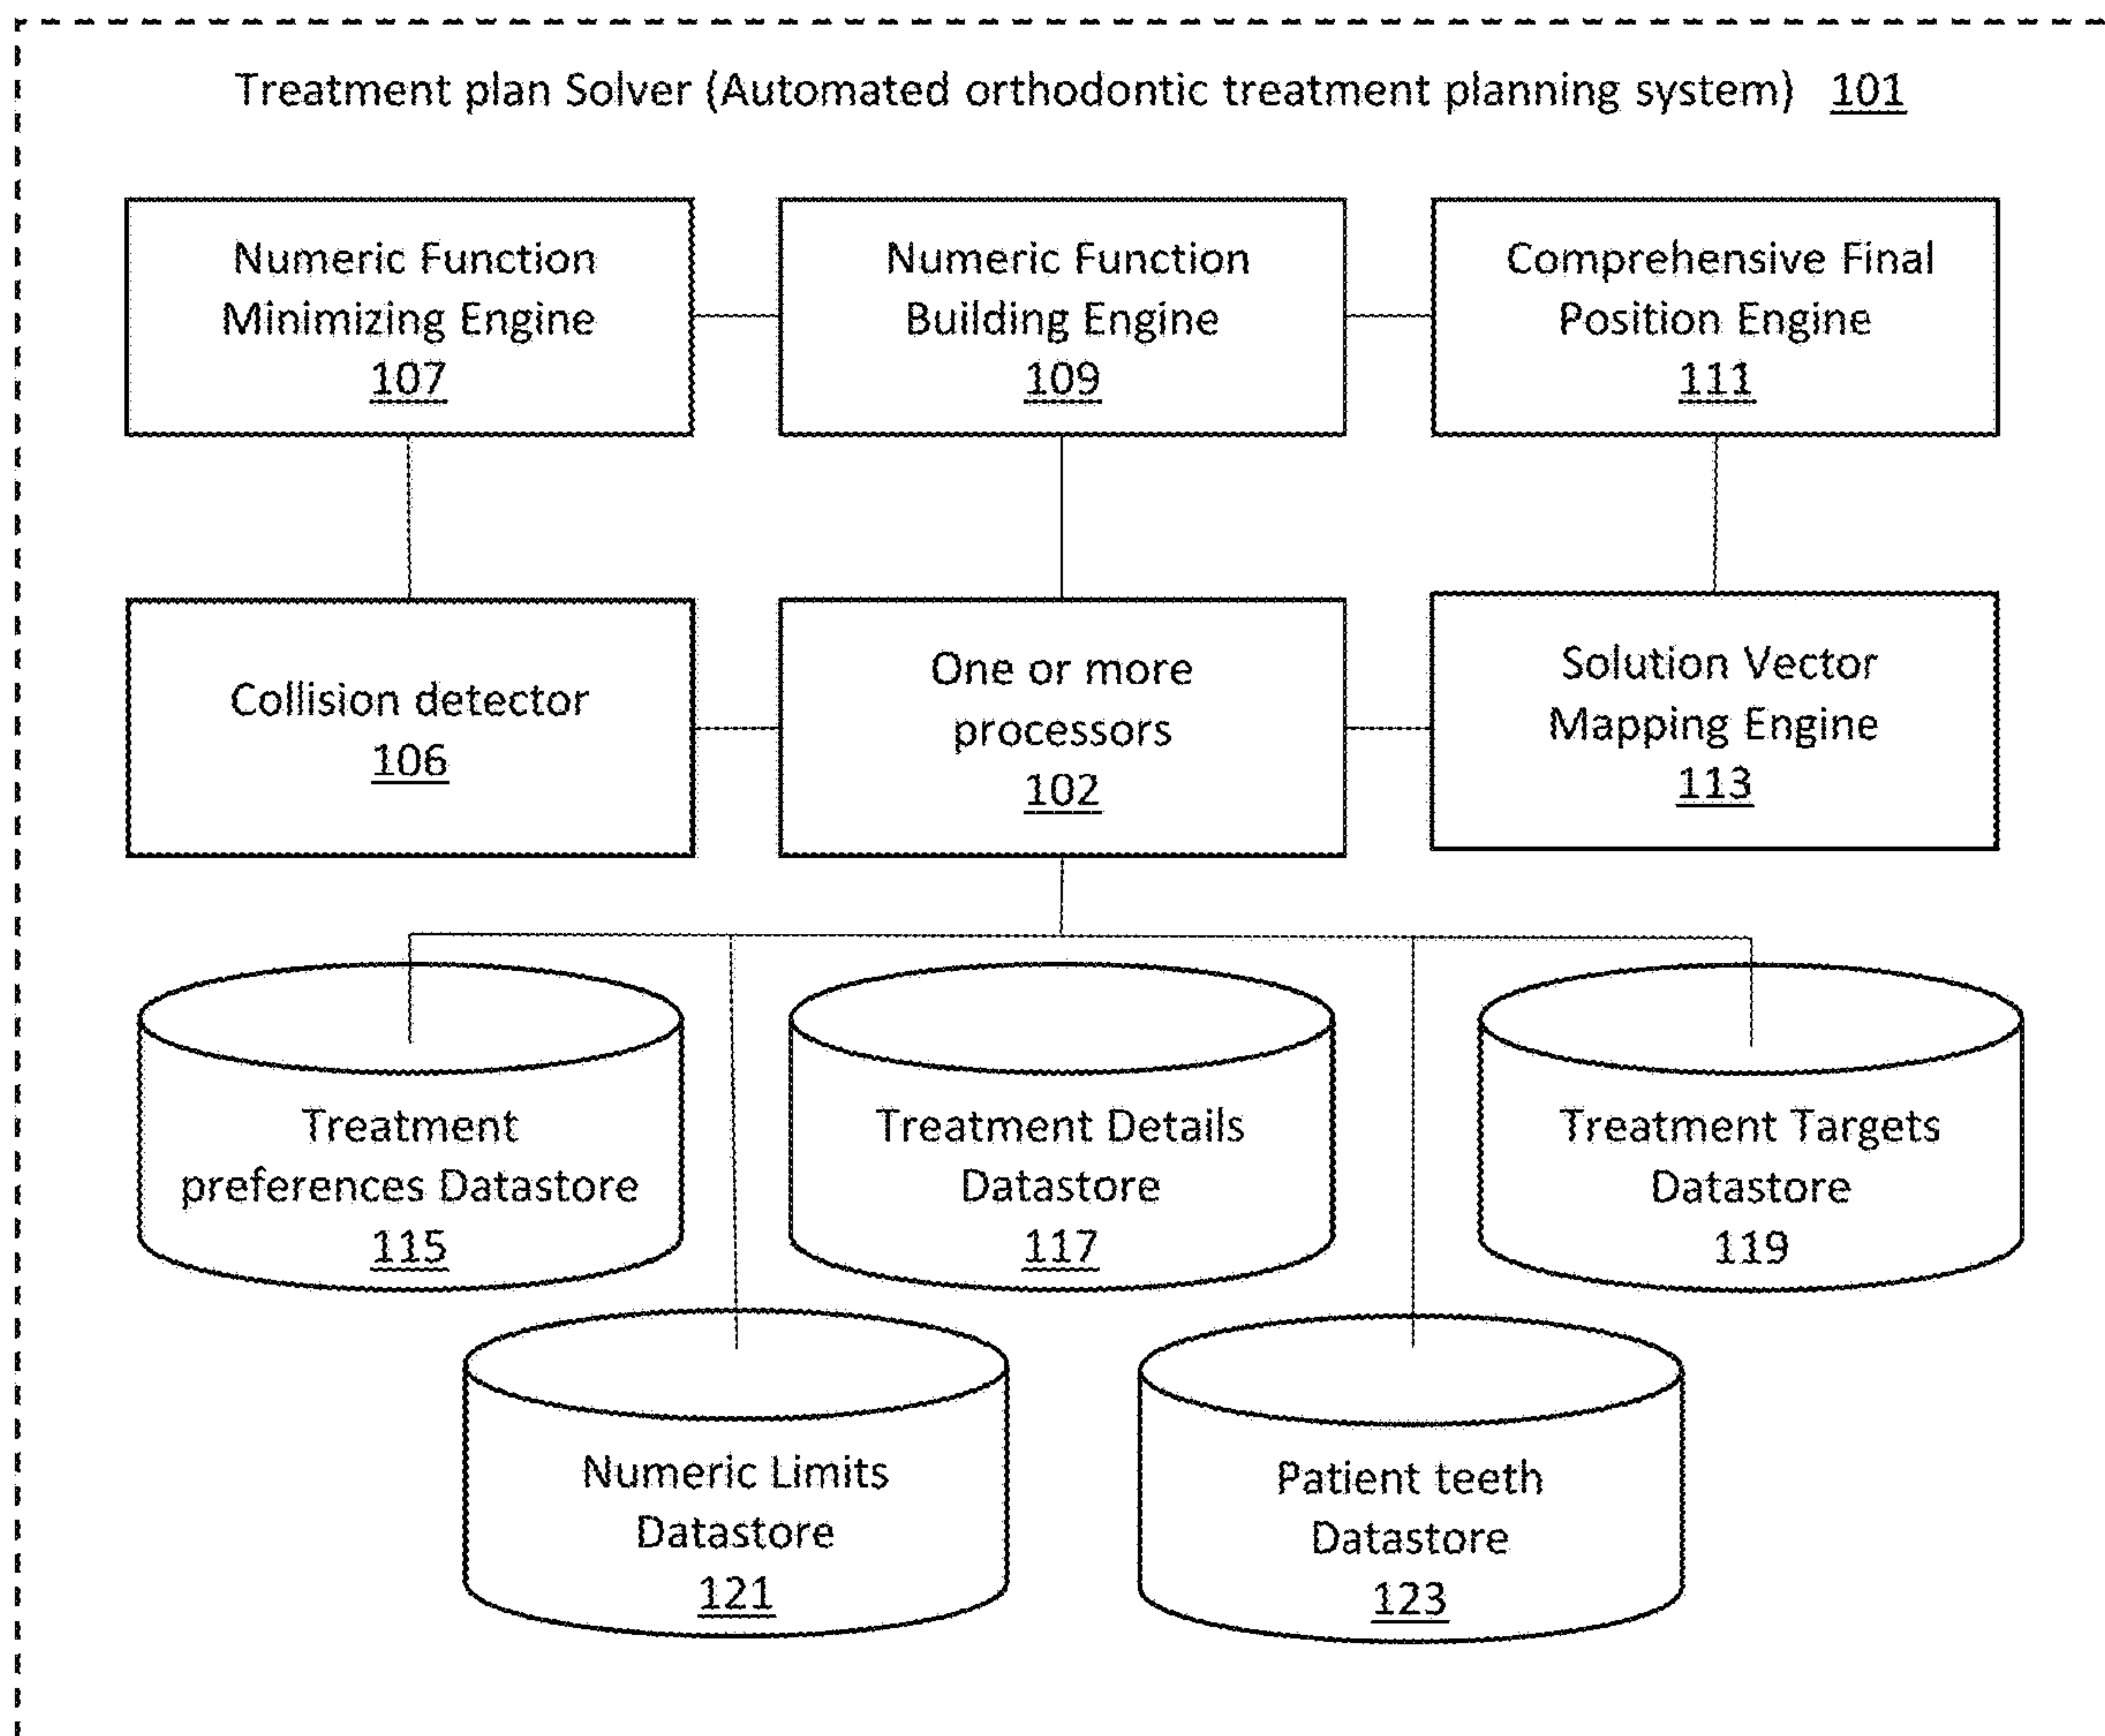 Treatment plan Solver (Automated orthodontic treatment planning system) 101
Numeric Function
Minimizing Engine
107
Numeric Function
Building Engine
109
Comprehensive Final
Position Engine
111
Collision detector
106
One or more
processors
102
Solution Vector
Mapping Engine
113
Treatment
preferences Datastore
115
Treatment Details
Datastore
117
Treatment Targets
Datastore
119
Numeric Limits
Datastore
121
Patient teeth
Datastore
123